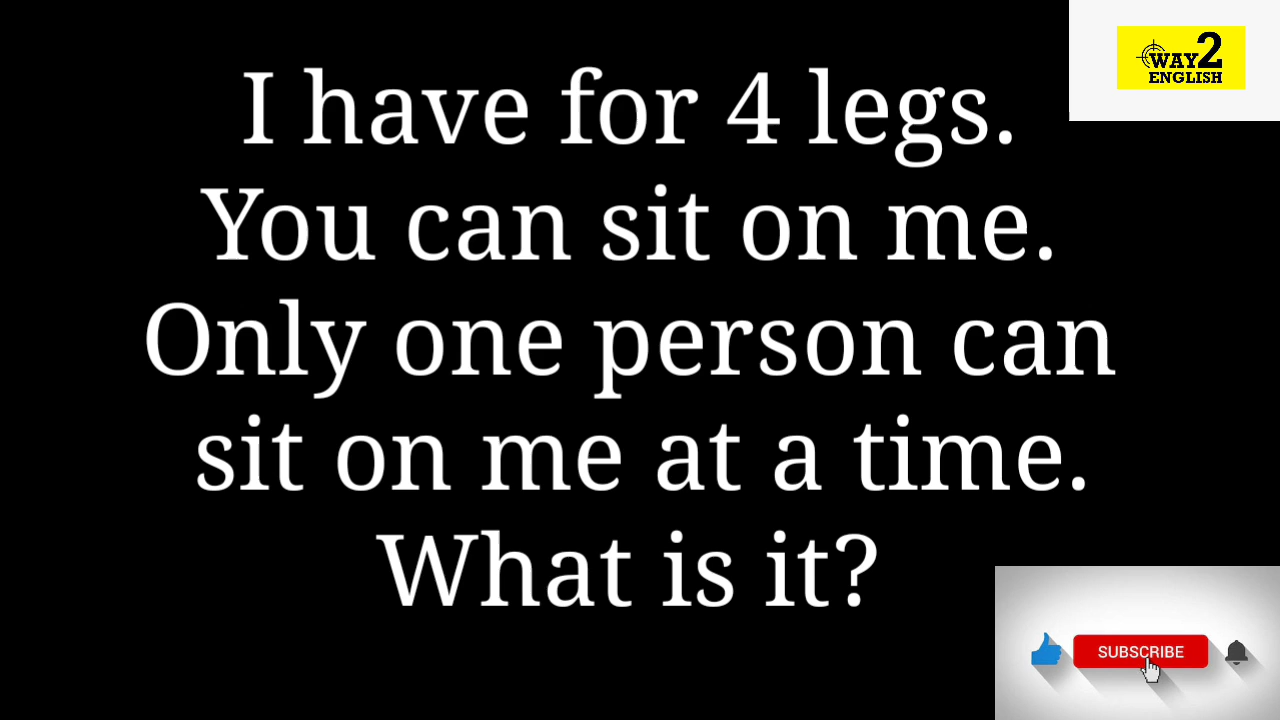 I have for 4 legs.
You can sit on me.
Only one person can
sit on me at a time.
What is it?
WAY2
ENGLISH
SUBSCRIBE